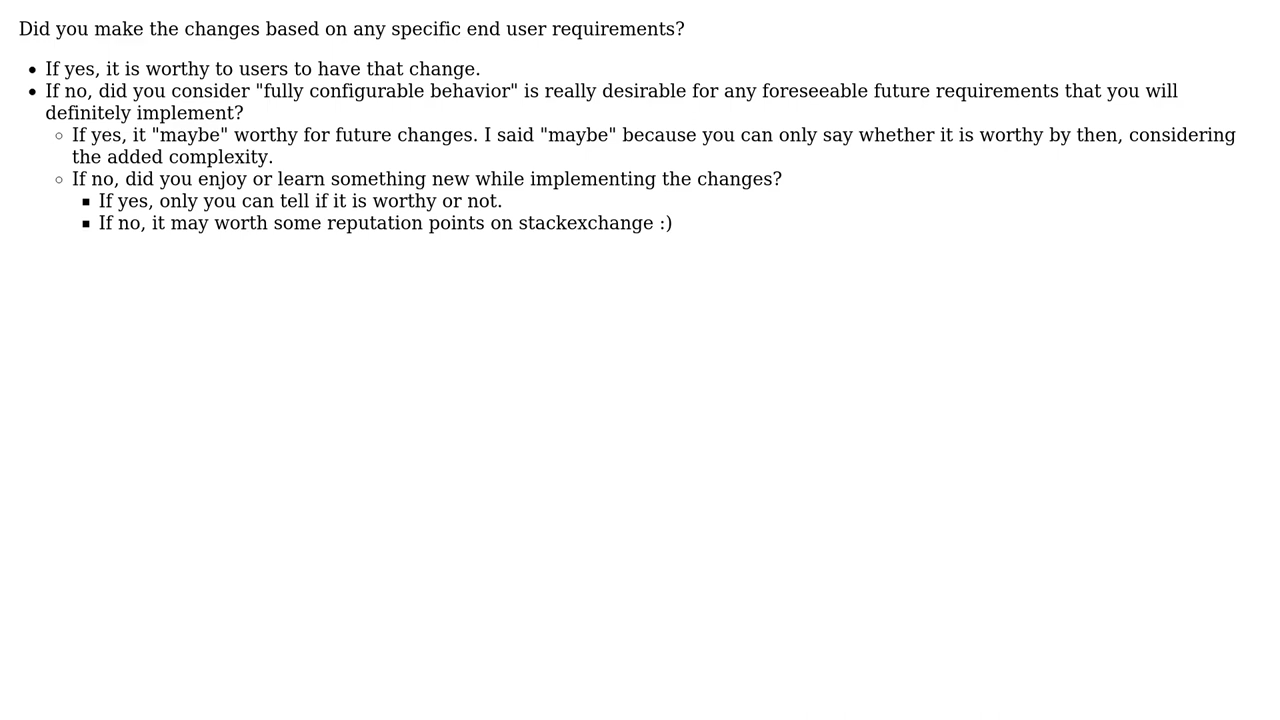 Did you make the changes based on any specific end user requirements?
If yes, it is worthy to users to have that change.
If no, did you consider "fully configurable behavior" is really desirable for any foreseeable future requirements that you will
definitely implement?
If yes, it "maybe" worthy for future changes. I said "maybe" because you can only say whether it is worthy by then, considering
the added complexity.
If no, did you enjoy or learn something new while implementing the changes?
If yes, only you can tell if it is worthy or not.
If no, it may worth some reputation points on stackexchange :)